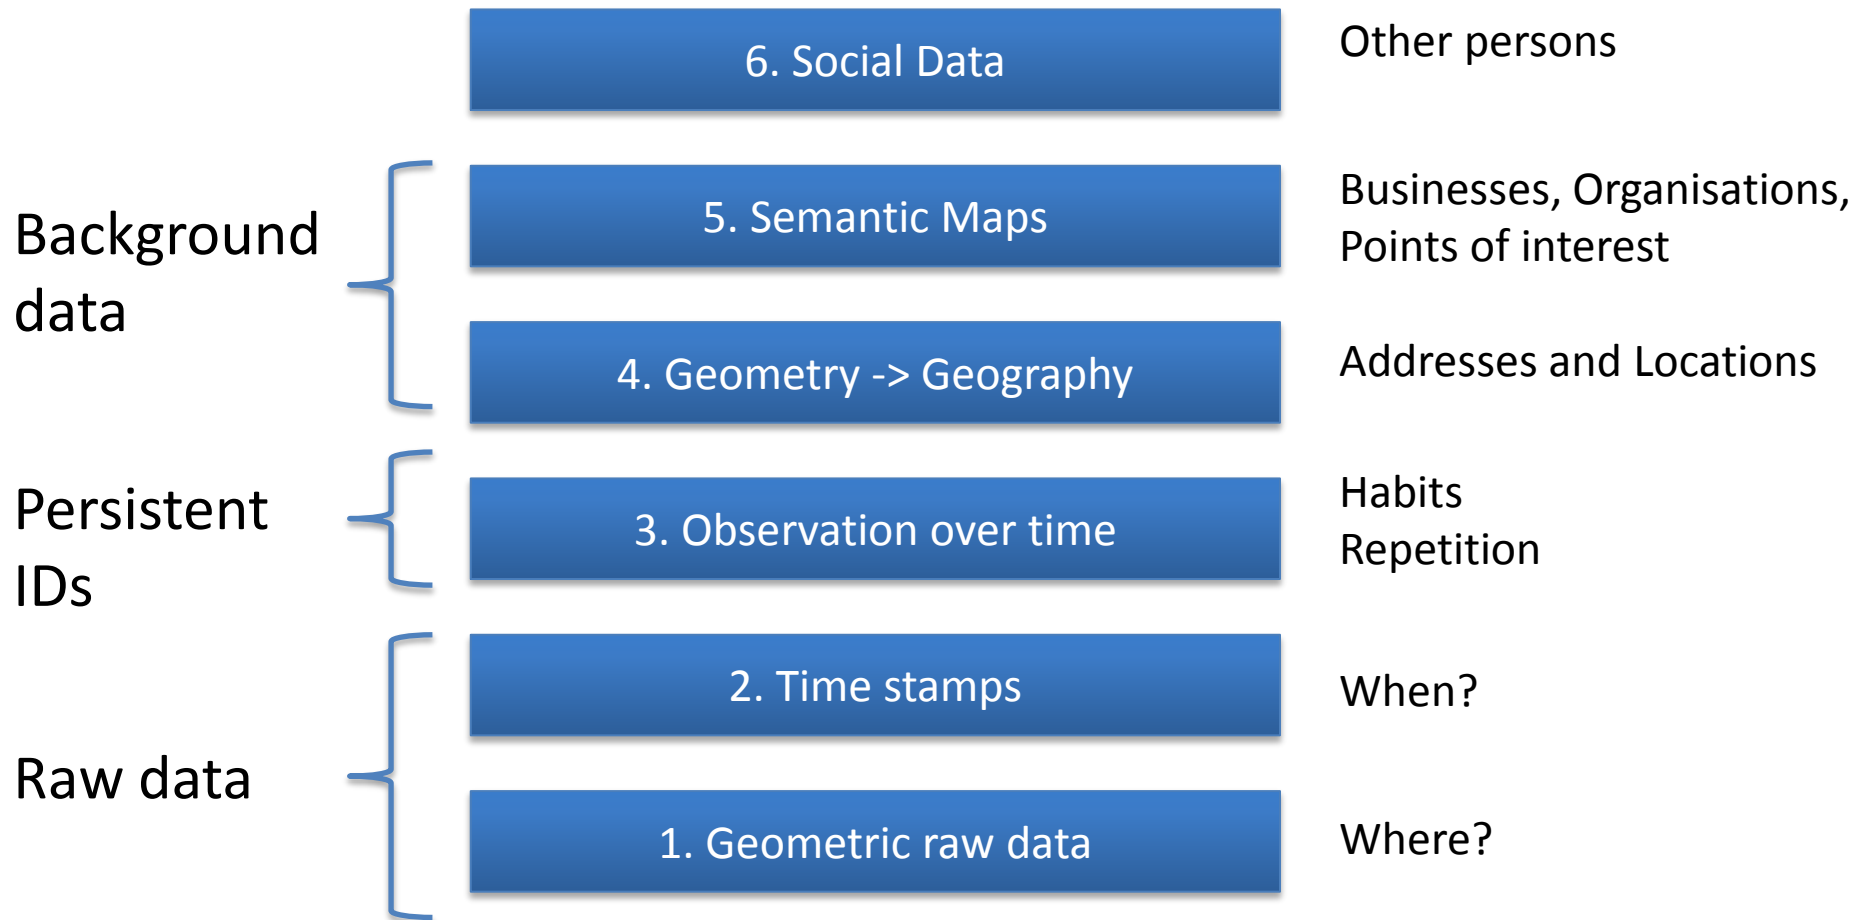 6. Social Data
Other persons
Background
data
5. Semantic Maps
Businesses, Organisations,
Points of interest
4. Geometry -> Geography
Addresses and Locations
Persistent
IDs
3. Observation over time
Habits
Repetition
Raw data
2. Time stamps
When?
1. Geometric raw data
Where?